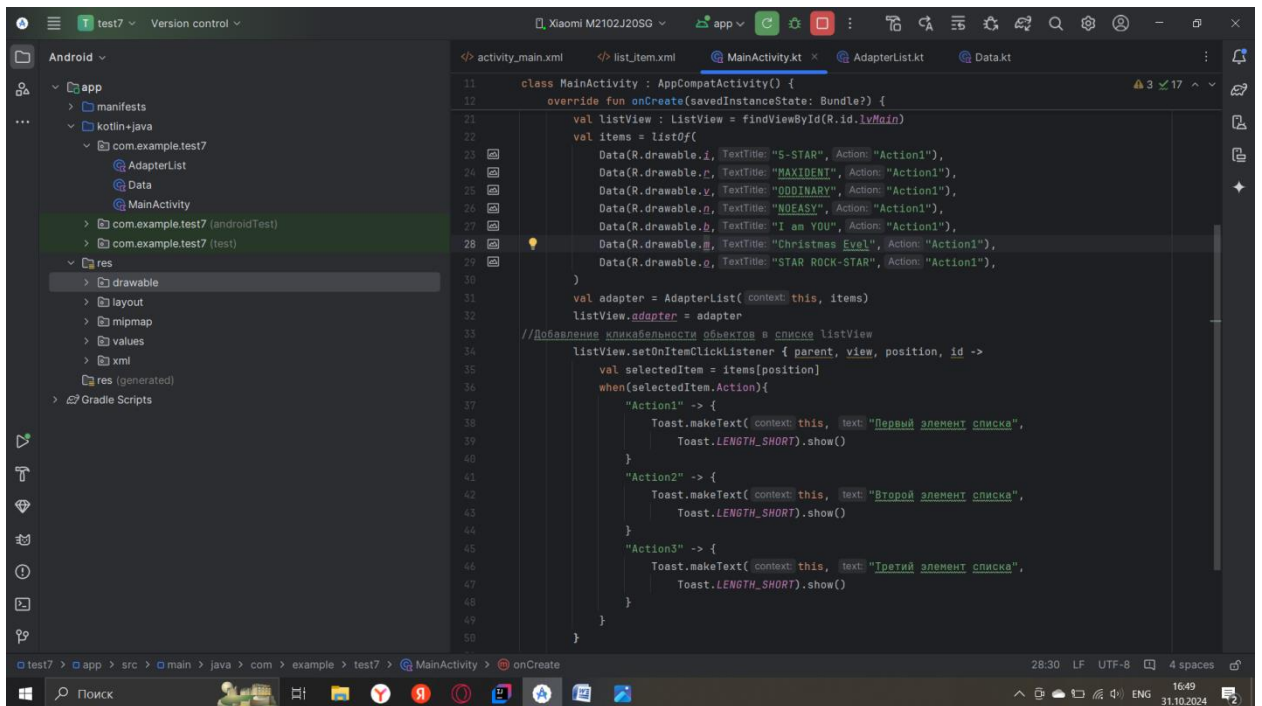 T test7 Version control Xiaomi M2102J20SG app
Android
app
manifests
kotlin+java
com.example.test7
AdapterList
Data
MainActivity
com.example.test7 (androidTest)
com.example.test7 (test)
res
drawable
layout
mipmap
values
xml
res (generated)
Gradle Scripts
activity_main.xml list_item.xml MainActivity.kt AdapterList.kt Data.kt
3 17
11 class MainActivity : AppCompatActivity() {
12 override fun onCreate(savedInstanceState: Bundle?) {
21 val listView : ListView = findViewById(R.id.lvMain)
22 val items = listOf(
23 Data(R.drawable.i, TextTitle: "5-STAR", Action: "Action1"),
24 Data(R.drawable.r, TextTitle: "MAXIDENT", Action: "Action1"),
25 Data(R.drawable.v, TextTitle: "ODDINARY", Action: "Action1"),
26 Data(R.drawable.n, TextTitle: "NOEASY", Action: "Action1"),
27 Data(R.drawable.b, TextTitle: "I am YOU", Action: "Action1"),
28 Data(R.drawable.m, TextTitle: "Christmas Evel", Action: "Action1"),
29 Data(R.drawable.o, TextTitle: "STAR ROCK-STAR", Action: "Action1"),
30 )
31 val adapter = AdapterList( context: this, items)
32 listView.adapter = adapter
33 //Добавление кликабельности обьектов в списке listView
34 listView.setOnItemClickListener { parent, view, position, id ->
35 val selectedItem = items[position]
36 when(selectedItem.Action){
37 "Action1" -> {
38 Toast.makeText( context: this, text: "Первый элемент списка",
39 Toast.LENGTH_SHORT).show()
40 }
41 "Action2" -> {
42 Toast.makeText( context: this, text: "Второй элемент списка",
43 Toast.LENGTH_SHORT).show()
44 }
45 "Action3" -> {
46 Toast.makeText( context: this, text: "Третий элемент списка",
47 Toast.LENGTH_SHORT).show()
48 }
49 }
50 }
test7 > app > src > main > java > com > example > test7 > MainActivity > onCreate 28:30 LF UTF-8 4 spaces
Поиск ENG 16:49
31.10.2024 2